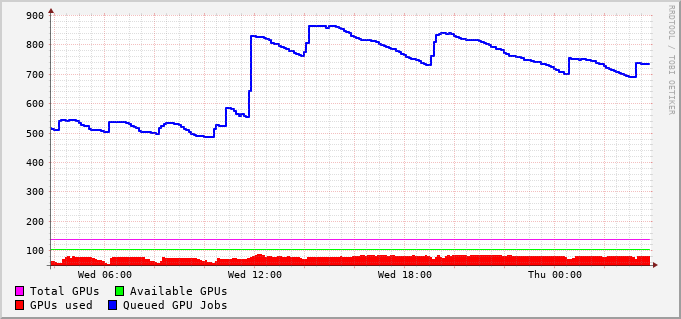 900
800
700
600
500
400
300
200
100
Wed 06:00 Wed 12:00 Wed 18:00 Thu 00:00
Total GPUs Available GPUs
GPUs used Queued GPU Jobs
RRDTOOL / TOBI OETIKER